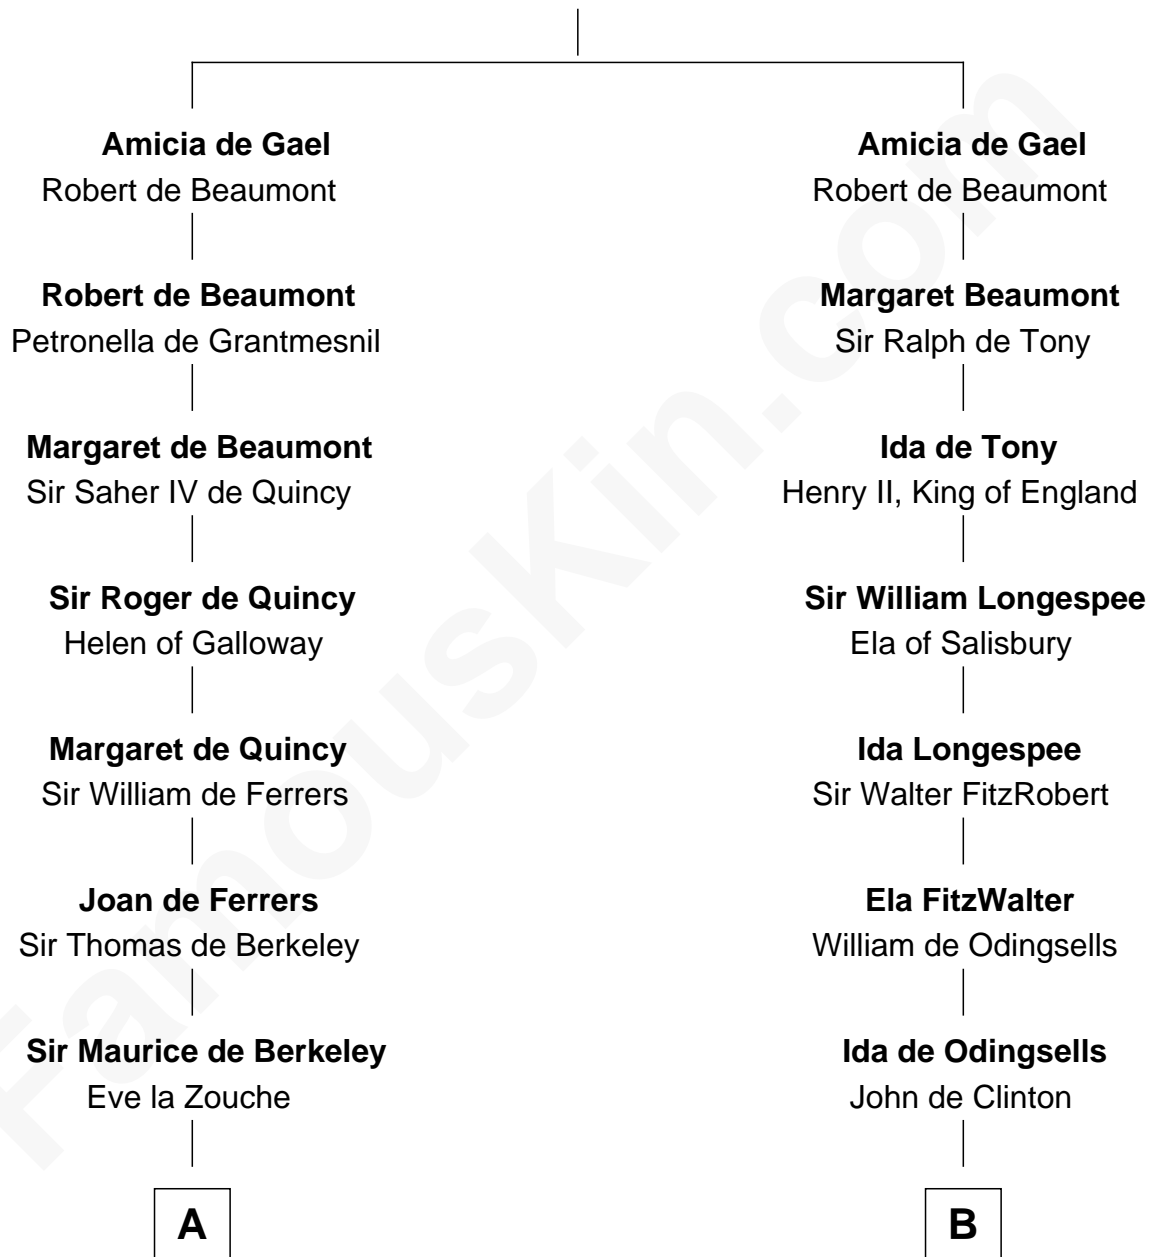 Amicia de Gael
Robert de Beaumont
Robert de Beaumont
Petronella de Grantmesnil
Margaret de Beaumont
Sir Saher IV de Quincy
Sir Roger de Quincy
Helen of Galloway
Margaret de Quincy
Sir William de Ferrers
Joan de Ferrers
Sir Thomas de Berkeley
Sir Maurice de Berkeley
Eve la Zouche
A
Amicia de Gael
Robert de Beaumont
Margaret Beaumont
Sir Ralph de Tony
Ida de Tony
Henry II, King of England
Sir William Longespee
Ela of Salisbury
Ida Longespee
Sir Walter FitzRobert
Ela FitzWalter
William de Odingsells
Ida de Odingsells
John de Clinton
B
FamousKin.com